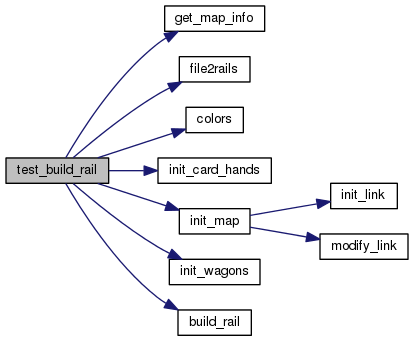 get_map_info
file2rails
colors
test_build_rail
init_card_hands
init_link
init_map
modify_link
init_wagons
build_rail